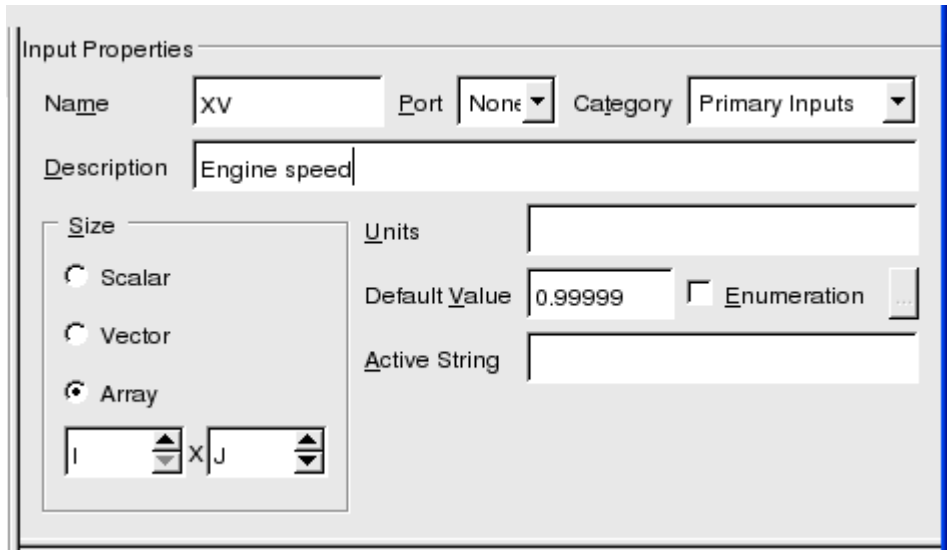 Input Properties
Name XV Port None Category Primary Inputs
Description Engine speed
Size
Scalar
Vector
Array
I X J
Units
Default Value 0.99999 Enumeration ...
Active String